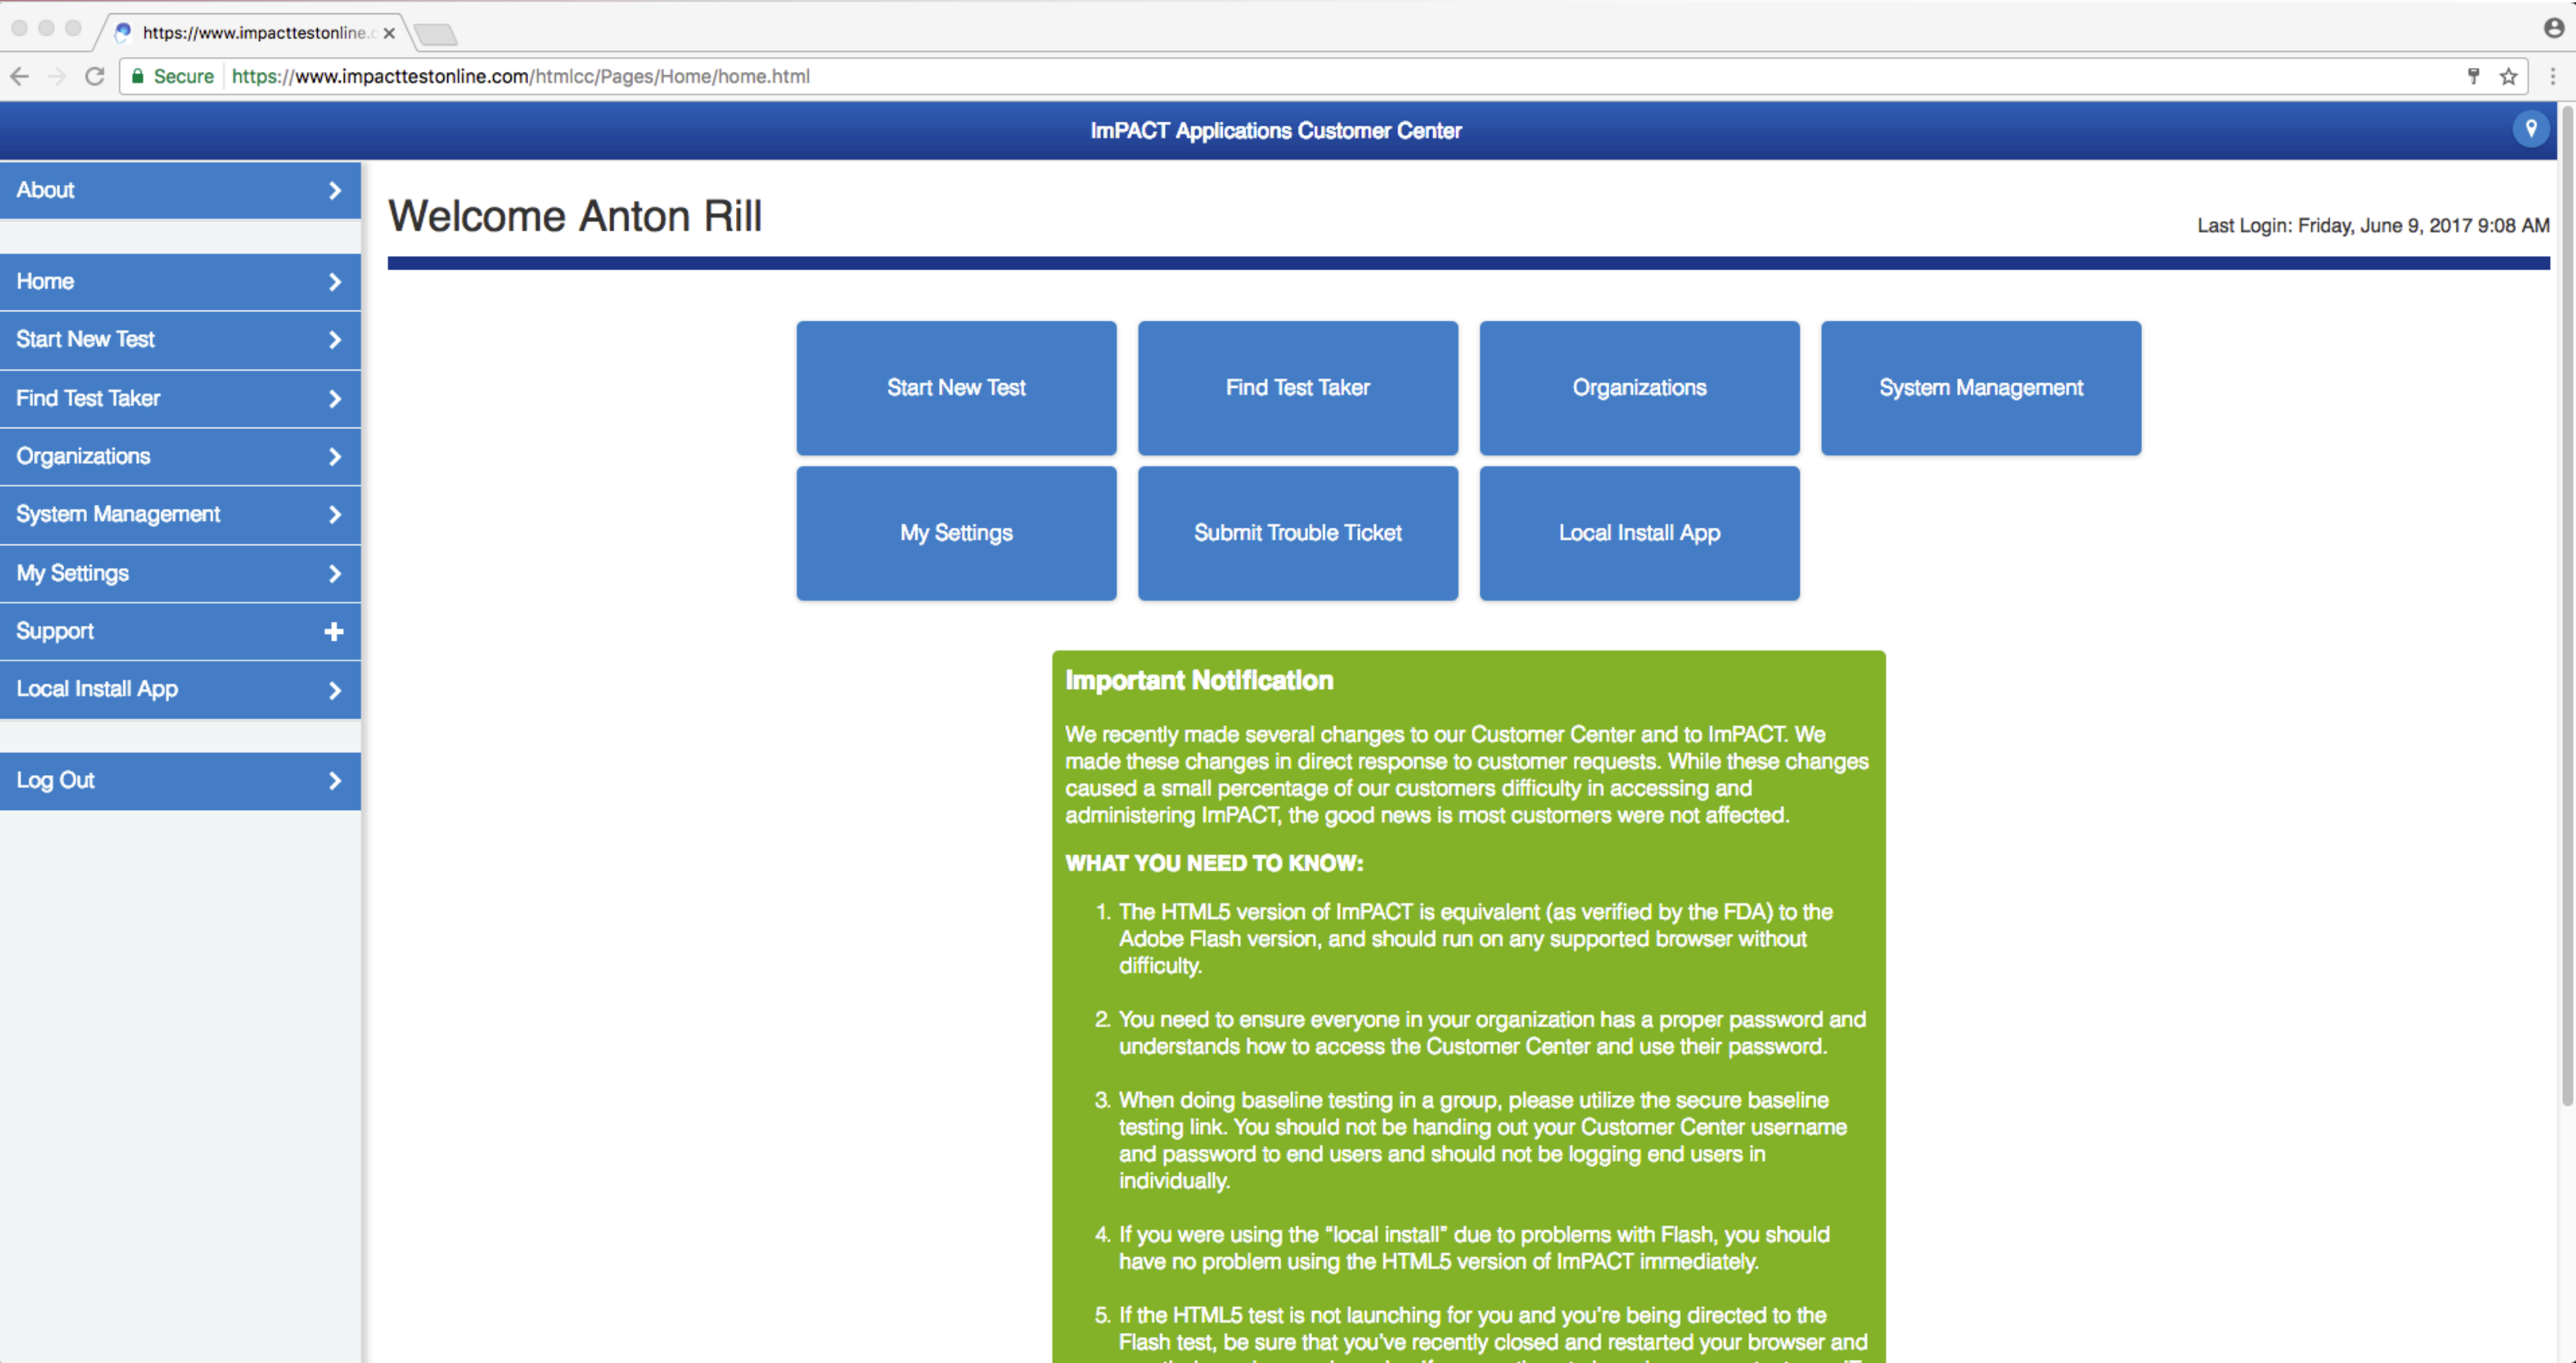 https://www.impacttestonline.c
Secure https://www.impacttestonline.com/htmlcc/Pages/Home/home.html
ImPACT Applications Customer Center
About
Home
Start New Test
Find Test Taker
Organizations
System Management
My Settings
Support
Local Install App
Log Out
Welcome Anton Rill
Last Login: Friday, June 9, 2017 9:08 AM
Start New Test
Find Test Taker
Organizations
System Management
My Settings
Submit Trouble Ticket
Local Install App
Important Notification
We recently made several changes to our Customer Center and to ImPACT. We
made these changes in direct response to customer requests. While these changes
caused a small percentage of our customers difficulty in accessing and
administering ImPACT, the good news is most customers were not affected.
WHAT YOU NEED TO KNOW:
1. The HTML5 version of ImPACT is equivalent (as verified by the FDA) to the
Adobe Flash version, and should run on any supported browser without
difficulty.
2. You need to ensure everyone in your organization has a proper password and
understands how to access the Customer Center and use their password.
3. When doing baseline testing in a group, please utilize the secure baseline
testing link. You should not be handing out your Customer Center username
and password to end users and should not be logging end users in
individually.
4. If you were using the “local install” due to problems with Flash, you should
have no problem using the HTML5 version of ImPACT immediately.
5. If the HTML5 test is not launching for you and you’re being directed to the
Flash test, be sure that you’ve recently closed and restarted your browser and